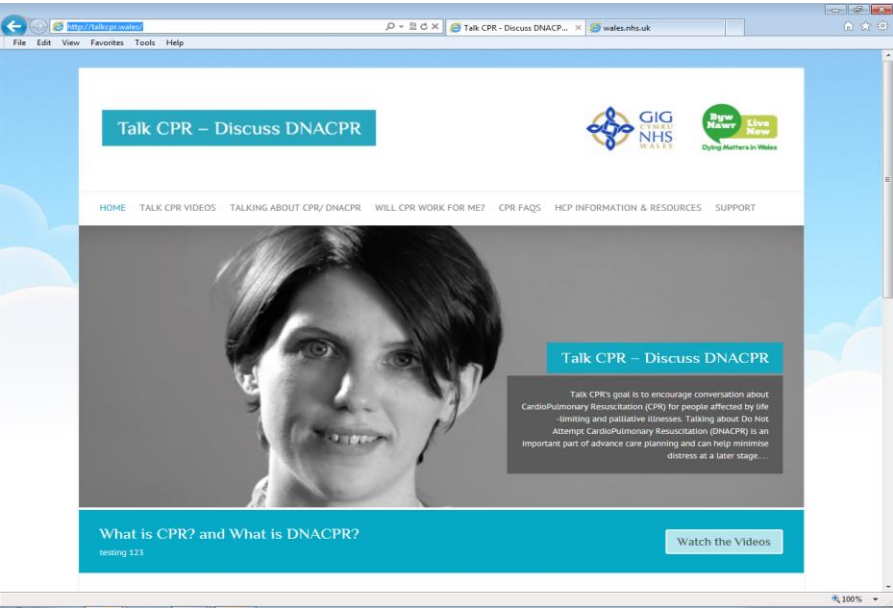 http://talkcpr.wales/
Talk CPR - Discuss DNACP...
wales.nhs.uk
File Edit View Favorites Tools Help
Talk CPR – Discuss DNACPR
GIG
CYMRU
NHS
WALES
Byw
Nawr
Live
Now
Dying Matters in Wales
HOME TALK CPR VIDEOS TALKING ABOUT CPR/ DNACPR WILL CPR WORK FOR ME? CPR FAQS HCP INFORMATION & RESOURCES SUPPORT
Talk CPR – Discuss DNACPR
Talk CPR's goal is to encourage conversation about
CardioPulmonary Resuscitation (CPR) for people affected by life
-limiting and palliative illnesses. Talking about Do Not
Attempt CardioPulmonary Resuscitation (DNACPR) is an
important part of advance care planning and can help minimise
distress at a later stage....
What is CPR? and What is DNACPR?
testing 123
Watch the Videos
100%